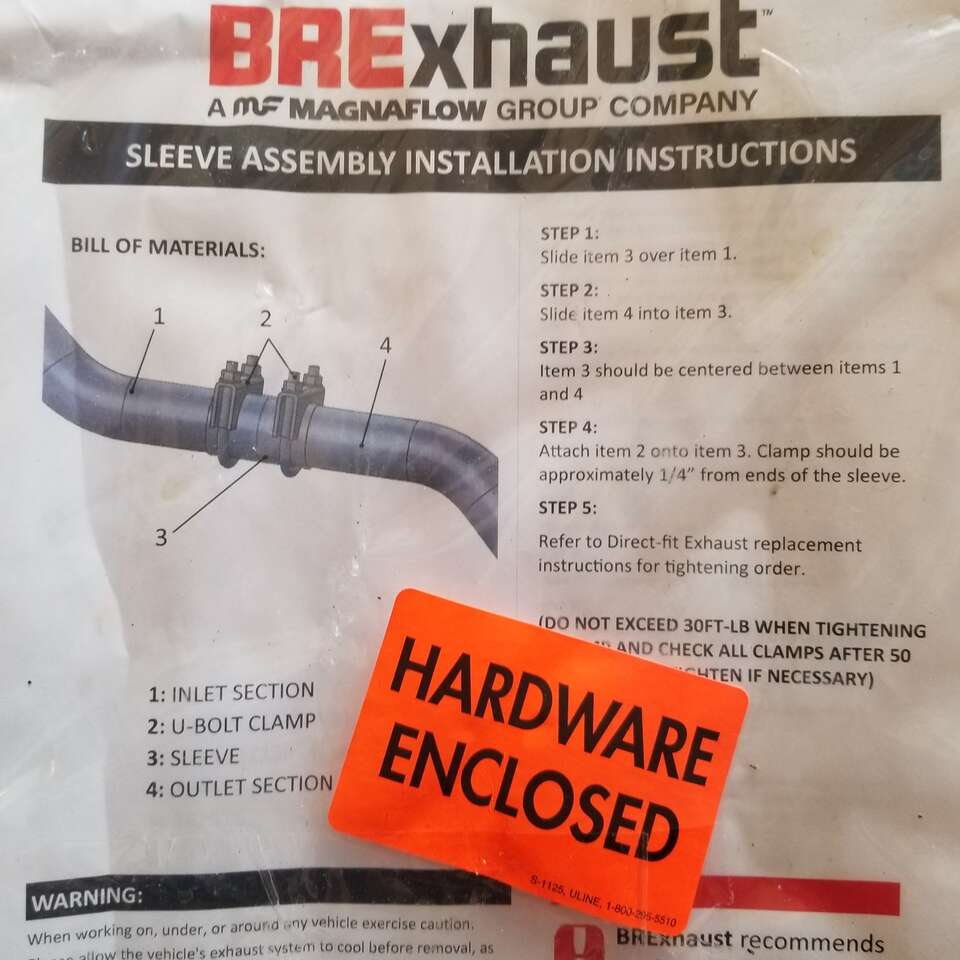 BRExhaust™
A MF MAGNAFLOW GROUP COMPANY
SLEEVE ASSEMBLY INSTALLATION INSTRUCTIONS
BILL OF MATERIALS:
1
2
4
3
1: INLET SECTION
2: U-BOLT CLAMP
3: SLEEVE
4: OUTLET SECTION
STEP 1:
Slide item 3 over item 1.
STEP 2:
Slide item 4 into item 3.
STEP 3:
Item 3 should be centered between items 1
and 4
STEP 4:
Attach item 2 onto item 3. Clamp should be
approximately 1/4” from ends of the sleeve.
STEP 5:
Refer to Direct-fit Exhaust replacement
instructions for tightening order.
(DO NOT EXCEED 30FT-LB WHEN TIGHTENING
AND CHECK ALL CLAMPS AFTER 50
IF NECESSARY)
HARDWARE
ENCLOSED
S-1125, ULINE, 1-800-295-5510
WARNING:
When working on, under, or around any vehicle exercise caution.
allow the vehicle's exhaust system to cool before removal, as
BRExhaust recommends